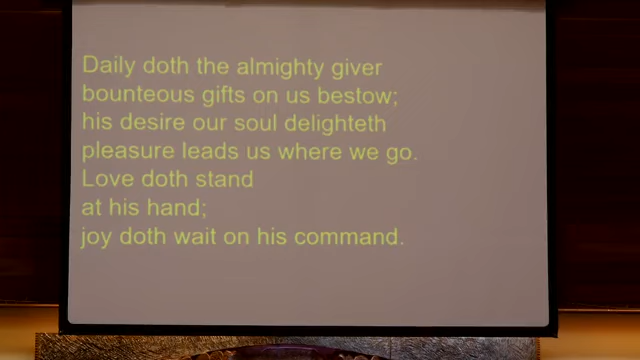 Daily doth the almighty giver
bounteous gifts on us bestow;
his desire our soul delighteth
pleasure leads us where we go.
Love doth stand
at his hand;
joy doth wait on his command.